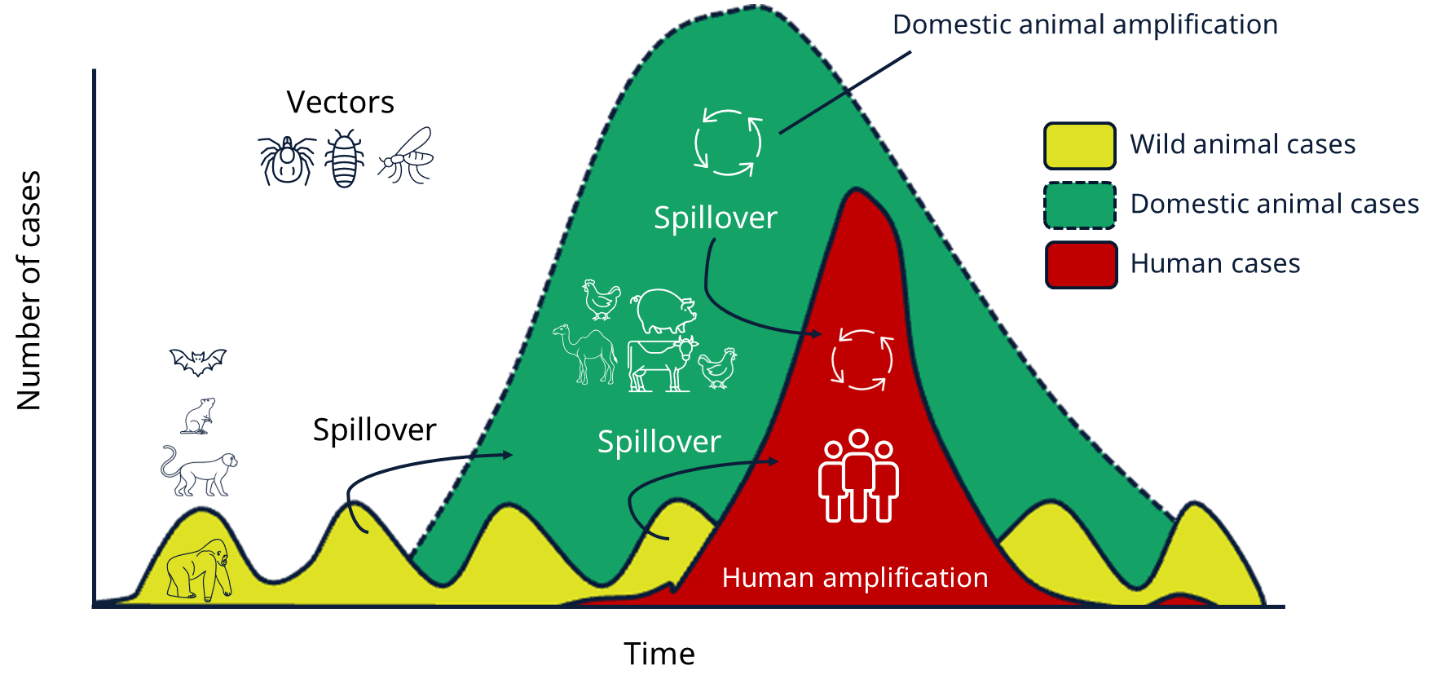 Domestic animal amplification
Vectors
Wild animal cases
Domestic animal cases
Human cases
Number of cases
Spillover
Spillover
Spillover
Human amplification
Time